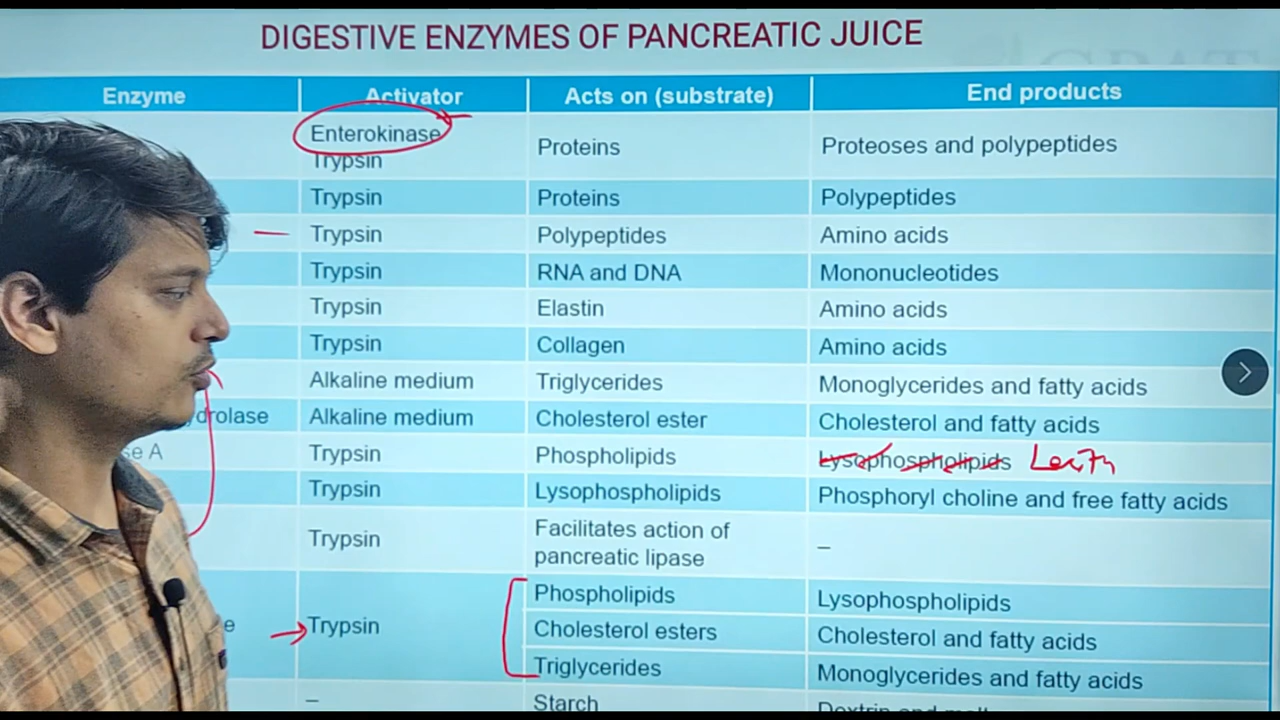 DIGESTIVE ENZYMES OF PANCREATIC JUICE
Enzyme Activator Acts on (substrate) End products
Enterokinase
Trypsin
Proteins Proteoses and polypeptides
Trypsin Proteins Polypeptides
Trypsin Polypeptides Amino acids
Trypsin RNA and DNA Mononucleotides
Trypsin Elastin Amino acids
Trypsin Collagen Amino acids
Alkaline medium Triglycerides Monoglycerides and fatty acids
drolase Alkaline medium Cholesterol ester Cholesterol and fatty acids
se A Trypsin Phospholipids Lysophospholipids
Trypsin Lysophospholipids Phosphoryl choline and free fatty acids
Trypsin Facilitates action of
pancreatic lipase –
e Trypsin
Phospholipids Lysophospholipids
Cholesterol esters Cholesterol and fatty acids
Triglycerides Monoglycerides and fatty acids
– Starch Dextrin and